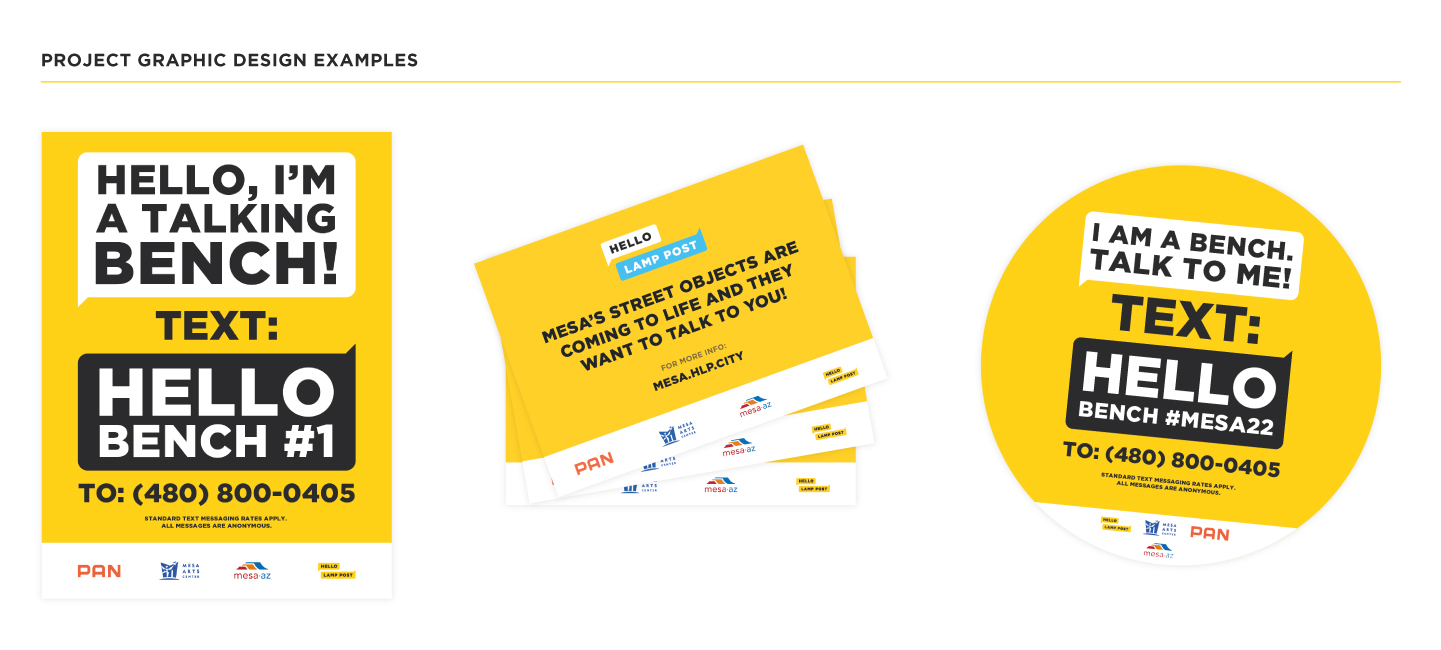 PROJECT GRAPHIC DESIGN EXAMPLES
HELLO, I'M
A TALKING
BENCH!
TEXT:
HELLO
BENCH #1
TO: (480) 800-0405
STANDARD TEXT MESSAGING RATES APPLY.
ALL MESSAGES ARE ANONYMOUS.
PAN
MESA
ARTS
CENTER
mesa·az
HELLO
LAMP POST
HELLO
LAMP POST
MESA'S STREET OBJECTS ARE
COMING TO LIFE AND THEY
WANT TO TALK TO YOU!
FOR MORE INFO:
MESA.HLP.CITY
PAN
MESA
ARTS
CENTER
mesa·az
HELLO
LAMP POST
ARTS
CENTER
mesa·az
HELLO
LAMP POST
ARTS
CENTER
mesa·az
HELLO
LAMP POST
I AM A BENCH.
TALK TO ME!
TEXT:
HELLO
BENCH #MESA22
TO: (480) 800-0405
STANDARD TEXT MESSAGING RATES APPLY.
ALL MESSAGES ARE ANONYMOUS.
HELLO
LAMP POST
MESA
ARTS
CENTER
PAN
mesa·az